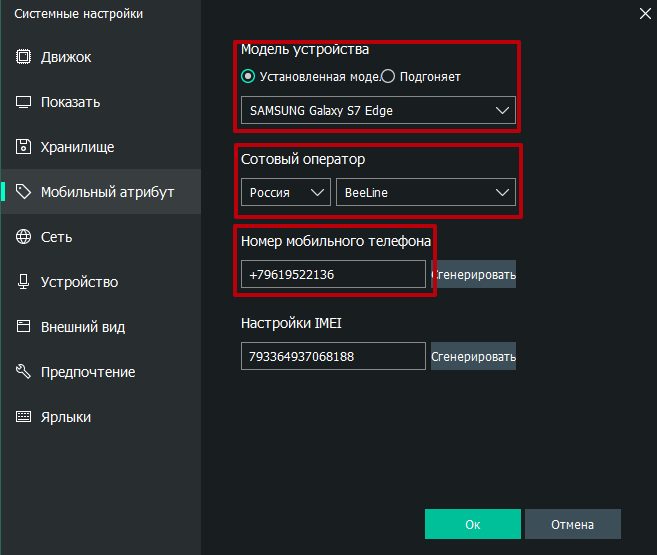 Системные настройки
Движок
Показать
Хранилище
Мобильный атрибут
Сеть
Устройство
Внешний вид
Предпочтение
Ярлыки
Модель устройства
Установленная модел Подгоняет
SAMSUNG Galaxy S7 Edge
Сотовый оператор
Россия BeeLine
Номер мобильного телефона
+79619522136 Сгенерировать
Настройки IMEI
793364937068188 Сгенерировать
Ок Отмена